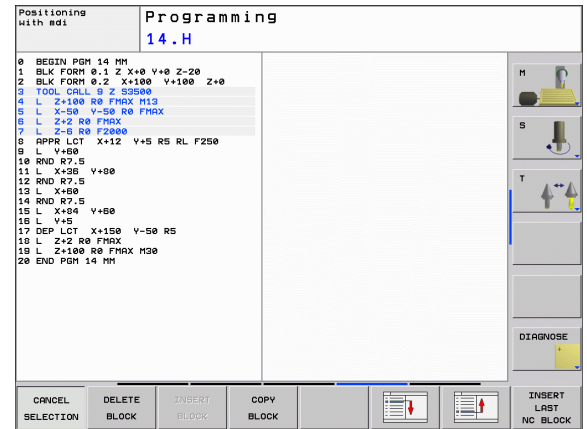 Positioning
with mdi
Programming
14.H
0 BEGIN PGM 14 MM
1 BLK FORM 0.1 Z X+0 Y+0 Z-20
2 BLK FORM 0.2 X+100 Y+100 Z+0
3 TOOL CALL 9 Z S3500
4 L Z+100 R0 FMAX M13
5 L X-50 Y-50 R0 FMAX
6 L Z+2 R0 FMAX
7 L Z-6 R0 F2000
8 APPR LCT X+12 Y+5 R5 RL F250
9 L Y+60
10 RND R7.5
11 L X+36 Y+80
12 RND R7.5
13 L X+60
14 RND R7.5
15 L X+84 Y+60
16 L Y+5
17 DEP LCT X+150 Y-50 R5
18 L Z+2 R0 FMAX
19 L Z+100 R0 FMAX M30
20 END PGM 14 MM
M
S
T
DIAGNOSE
CANCEL
SELECTION
DELETE
BLOCK
INSERT
BLOCK
COPY
BLOCK
INSERT
LAST
NC BLOCK